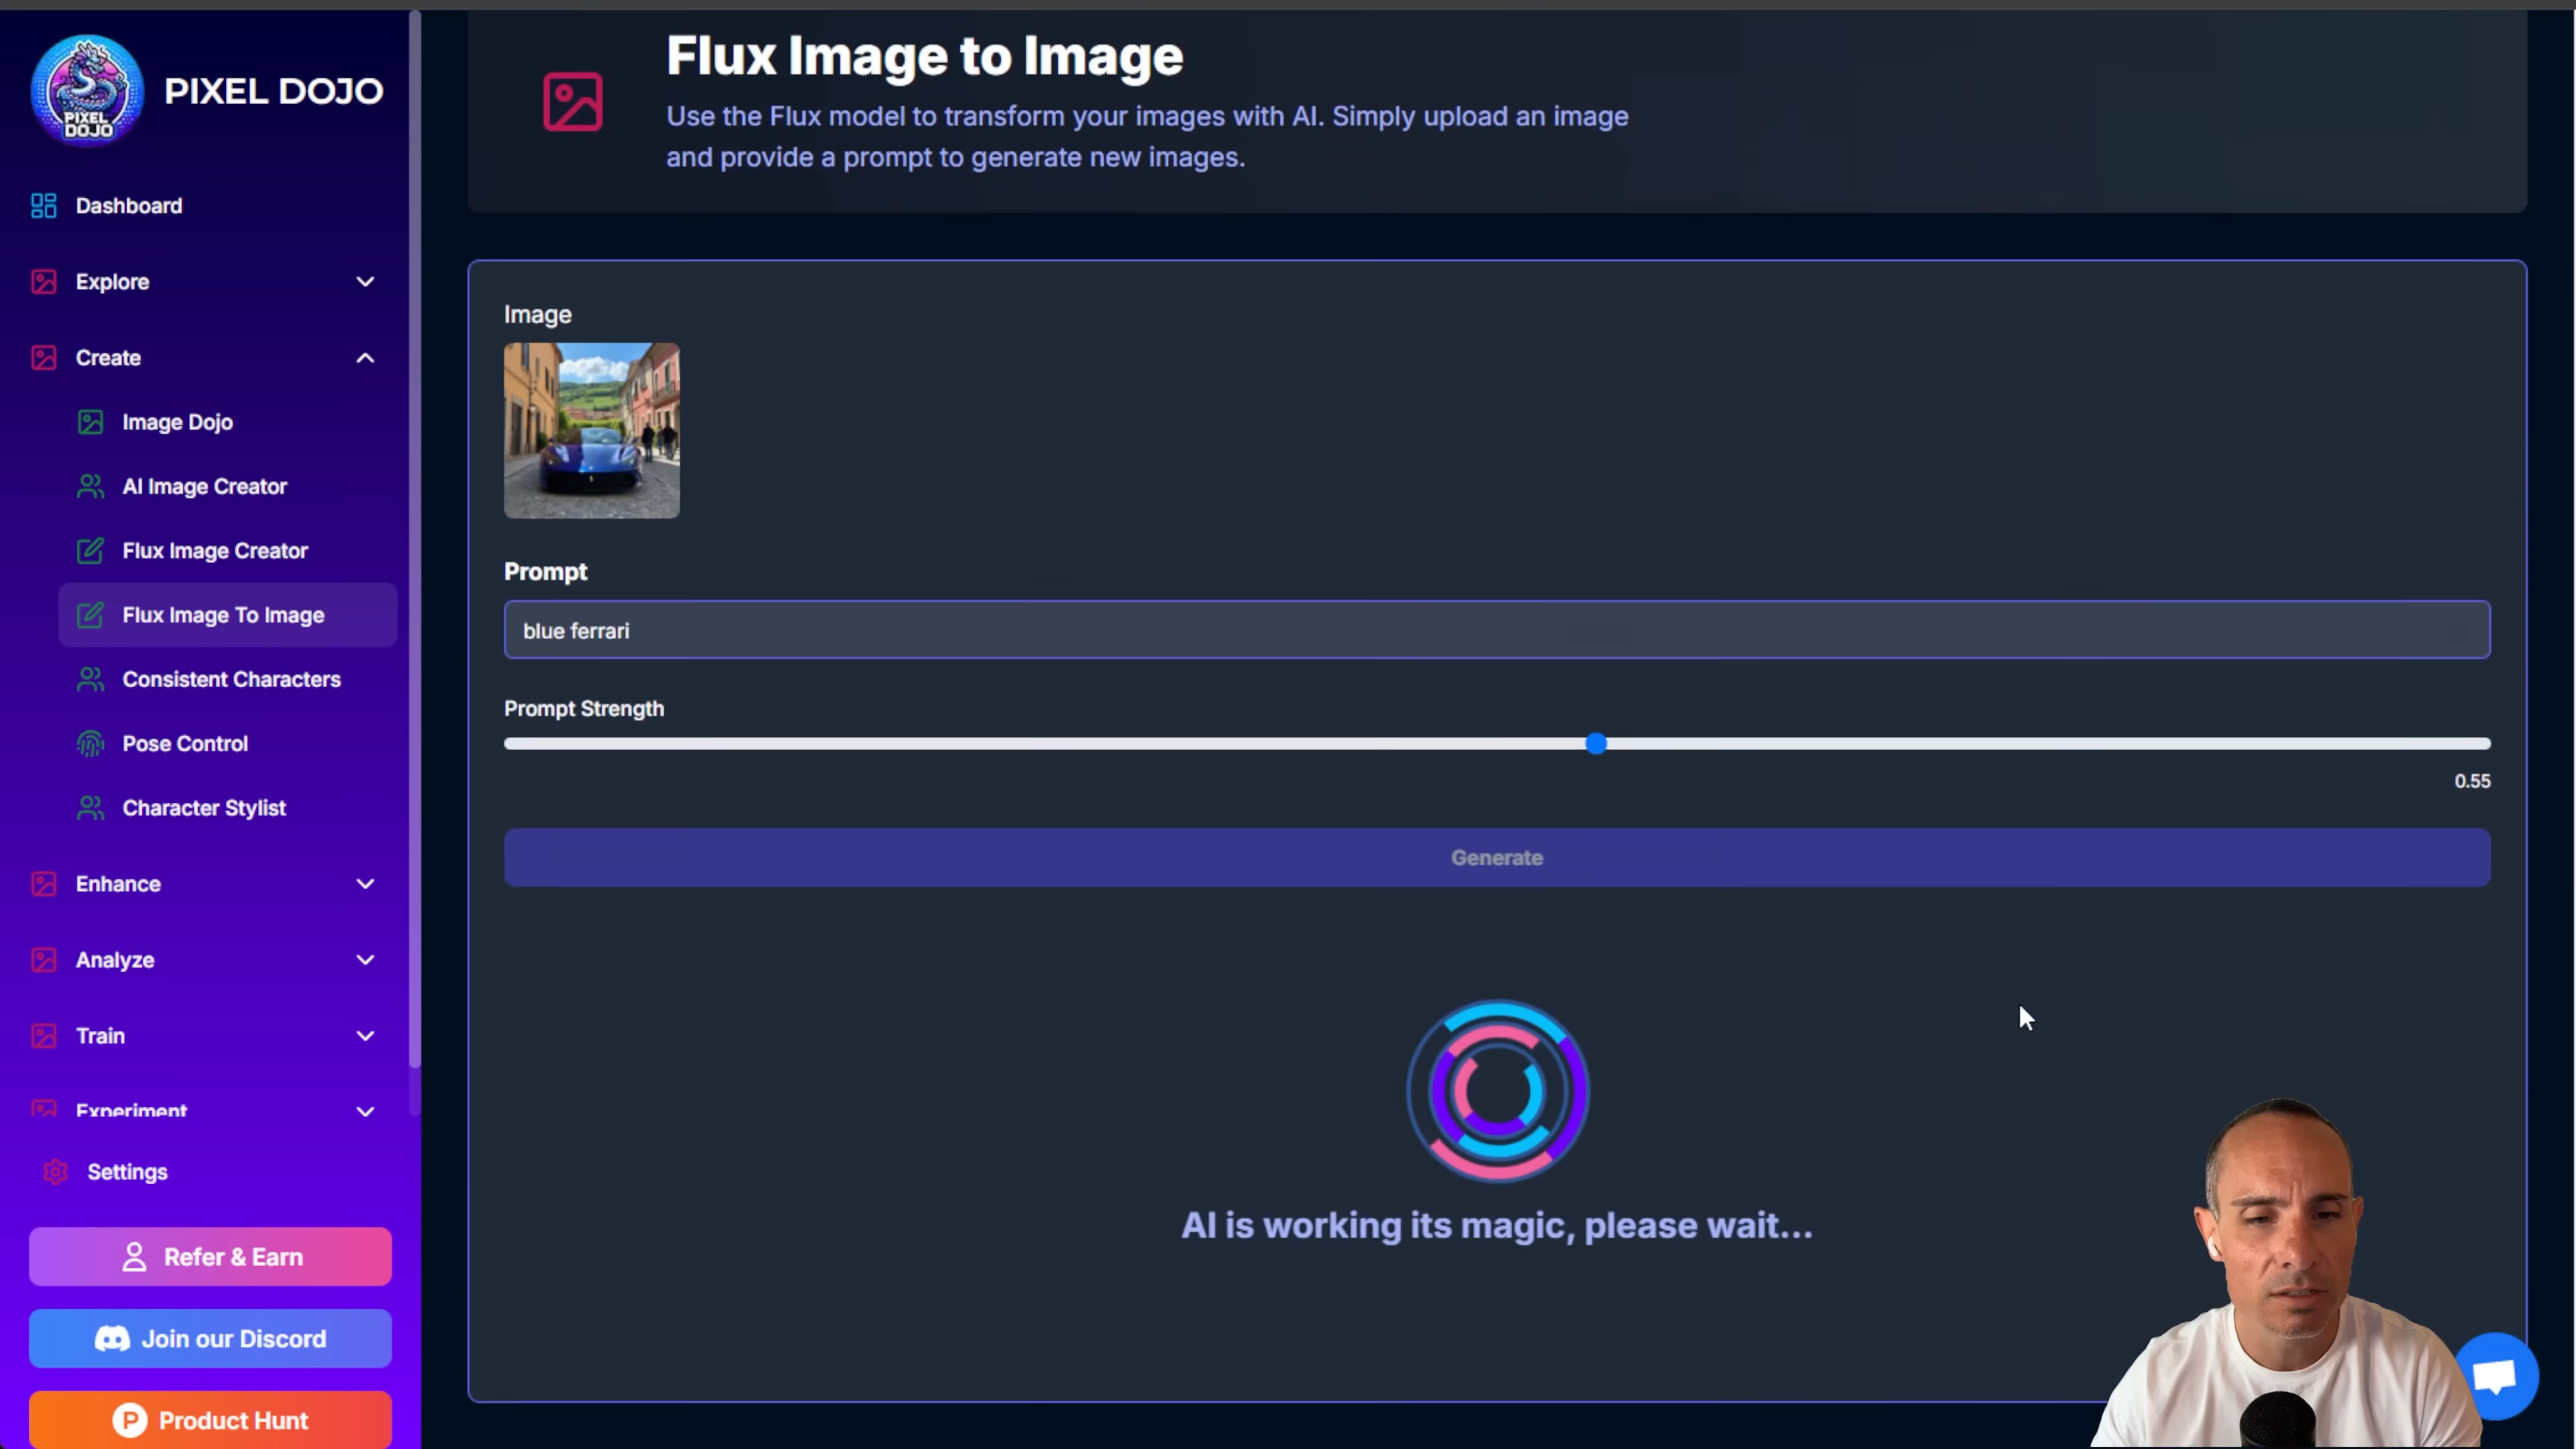 PIXEL DOJO
PIXEL
DOJO
Dashboard
Explore
Create
Image Dojo
AI Image Creator
Flux Image Creator
Flux Image To Image
Consistent Characters
Pose Control
Character Stylist
Enhance
Analyze
Train
Experiment
Settings
Refer & Earn
Join our Discord
P Product Hunt
Flux Image to Image
Use the Flux model to transform your images with AI. Simply upload an image
and provide a prompt to generate new images.
Image
Prompt
blue ferrari
Prompt Strength
0.55
Generate
AI is working its magic, please wait...